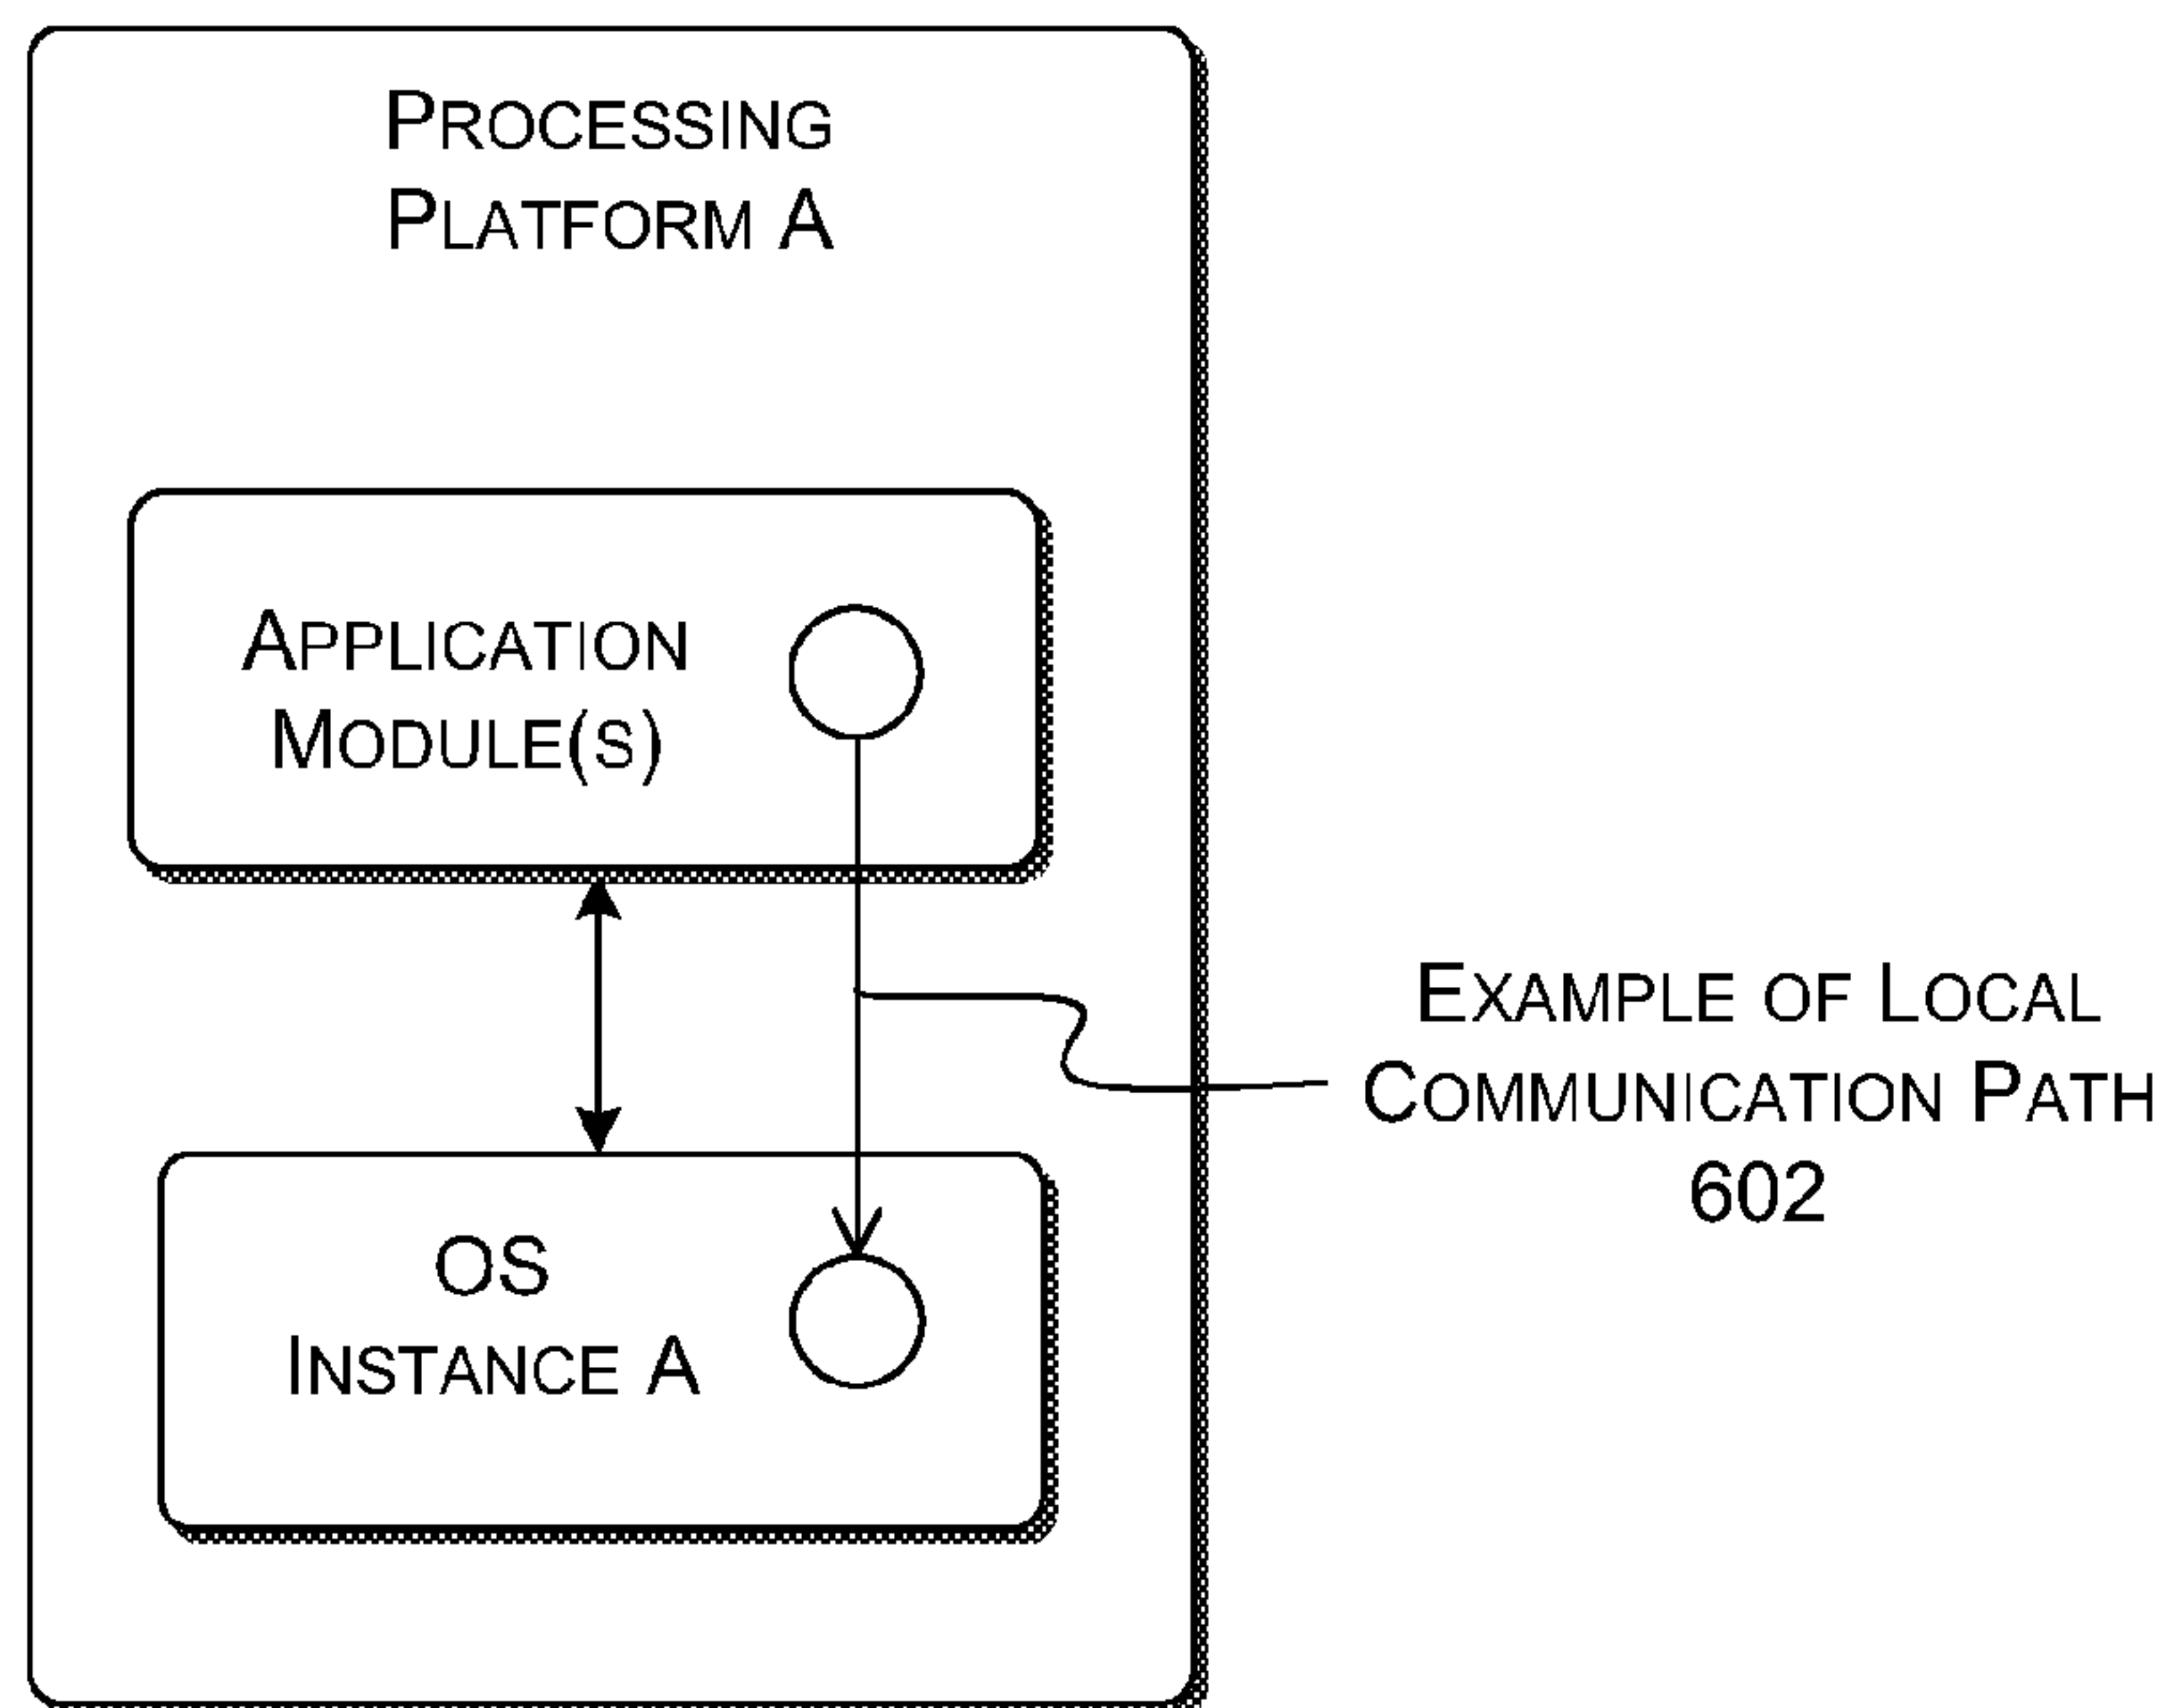 PROCESSING
PLATFORM A
APPLICATION
MODULE(S)
EXAMPLE OF LOCAL
COMMUNICATION PATH
602
OS
INSTANCE A